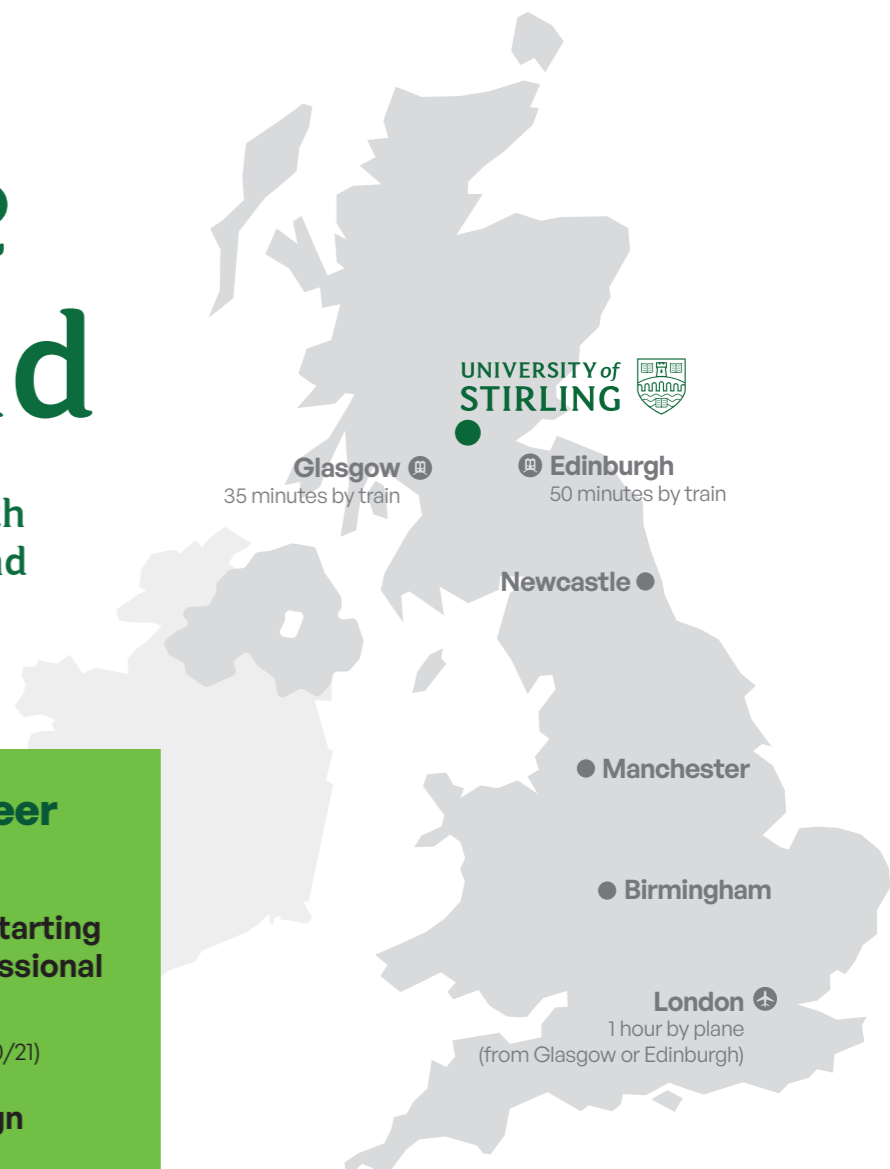 UNIVERSITY of
STIRLING
Glasgow
35 minutes by train
Edinburgh
50 minutes by train
Newcastle
Manchester
Birmingham
London
1 hour by plane
(from Glasgow or Edinburgh)